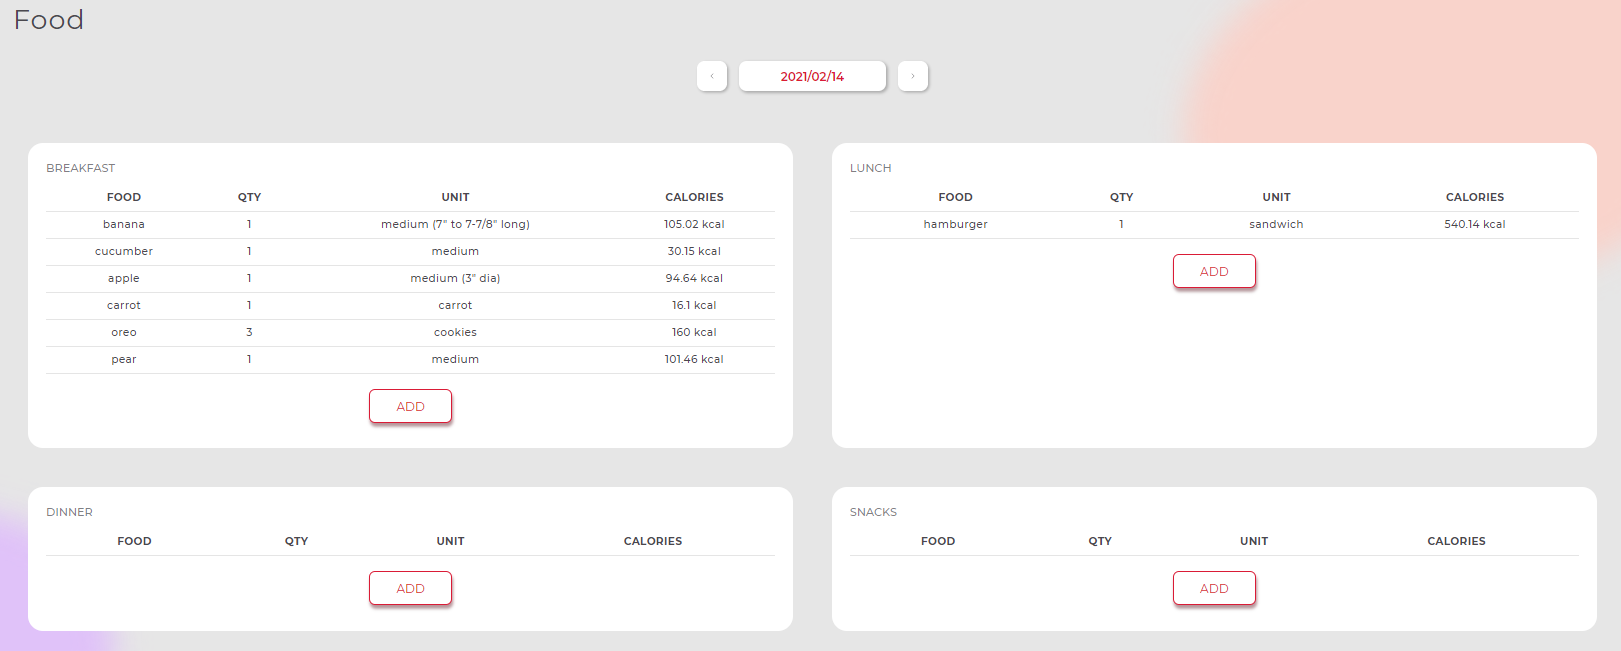 Food
‹ 2021/02/14 ›
BREAKFAST
FOOD QTY UNIT CALORIES
banana 1 medium (7" to 7-7/8" long) 105.02 kcal
cucumber 1 medium 30.15 kcal
apple 1 medium (3" dia) 94.64 kcal
carrot 1 carrot 16.1 kcal
oreo 3 cookies 160 kcal
pear 1 medium 101.46 kcal
ADD
LUNCH
FOOD QTY UNIT CALORIES
hamburger 1 sandwich 540.14 kcal
ADD
DINNER
FOOD QTY UNIT CALORIES
ADD
SNACKS
FOOD QTY UNIT CALORIES
ADD